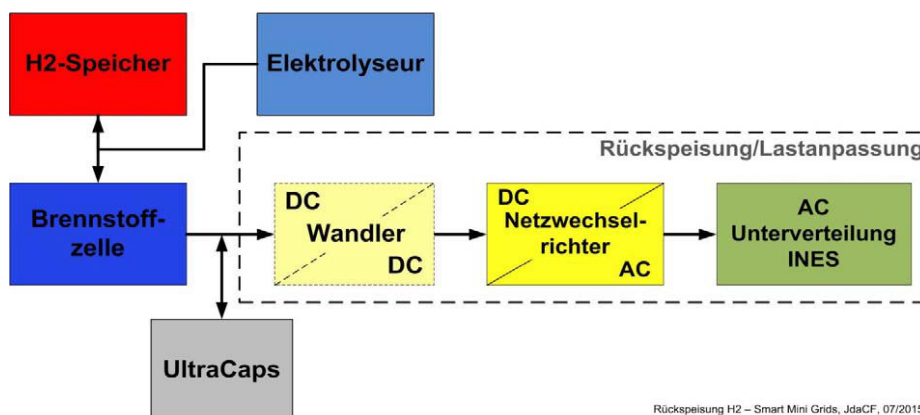 H2-Speicher
Elektrolyseur
Rückspeisung/Lastanpassung
Brennstoff-
zelle
DC
Wandler
DC
DC
Netzwechsel-
richter
AC
AC
Unterverteilung
INES
UltraCaps
Rückspeisung H2 – Smart Mini Grids, JdaCF, 07/2015